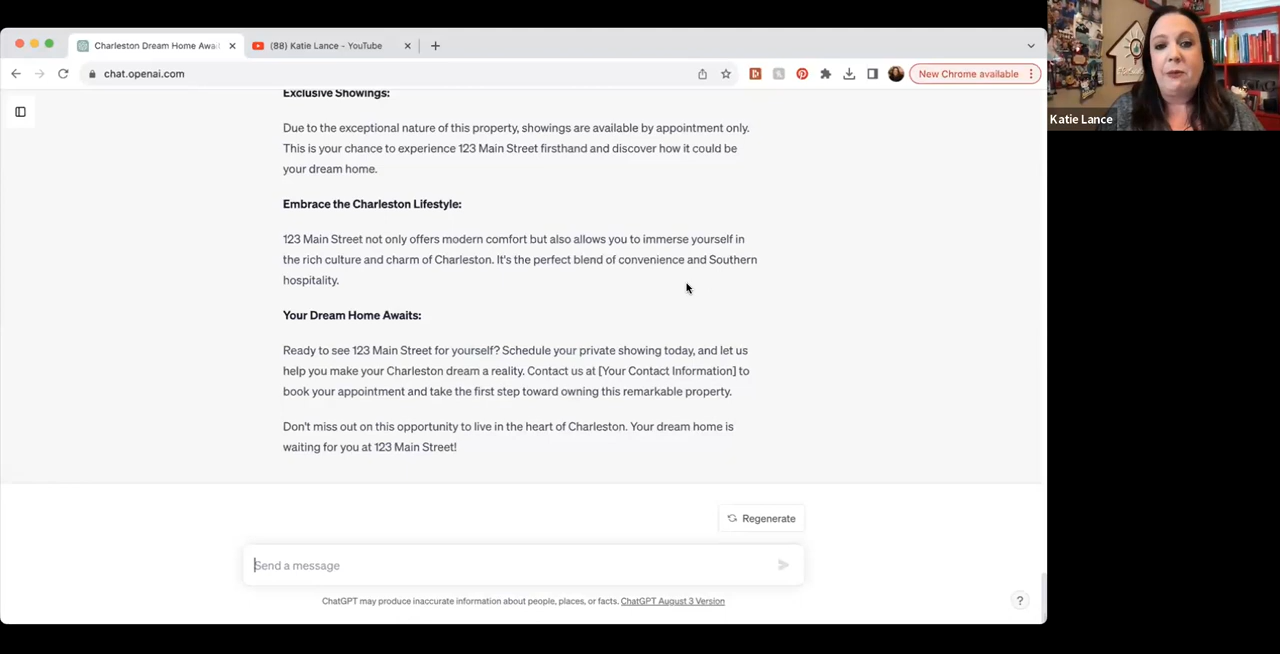 Charleston Dream Home Awai
(88) Katie Lance - YouTube
chat.openai.com
New Chrome available
Katie Lance
Exclusive Showings:
Due to the exceptional nature of this property, showings are available by appointment only.
This is your chance to experience 123 Main Street firsthand and discover how it could be
your dream home.
Embrace the Charleston Lifestyle:
123 Main Street not only offers modern comfort but also allows you to immerse yourself in
the rich culture and charm of Charleston. It's the perfect blend of convenience and Southern
hospitality.
Your Dream Home Awaits:
Ready to see 123 Main Street for yourself? Schedule your private showing today, and let us
help you make your Charleston dream a reality. Contact us at [Your Contact Information] to
book your appointment and take the first step toward owning this remarkable property.
Don't miss out on this opportunity to live in the heart of Charleston. Your dream home is
waiting for you at 123 Main Street!
Regenerate
Send a message
ChatGPT may produce inaccurate information about people, places, or facts. ChatGPT August 3 Version
?